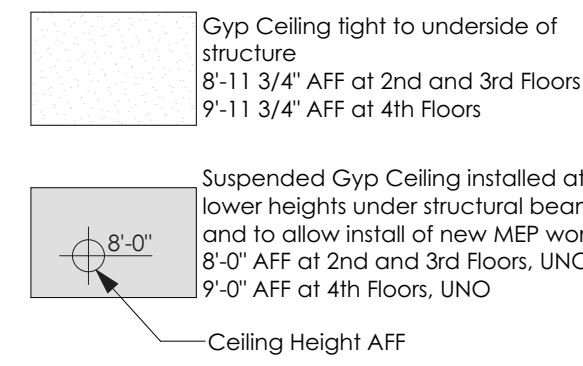 Gyp Ceiling tight to underside of
structure
8'-11 3/4" AFF at 2nd and 3rd Floors
9'-11 3/4" AFF at 4th Floors
Suspended Gyp Ceiling installed at
lower heights under structural
and to allow install of new MEP
8'-0" AFF at 2nd and 3rd Floors, UNO
9'-0" AFF at 4th Floors, UNO
8'-0"
Ceiling Height AFF